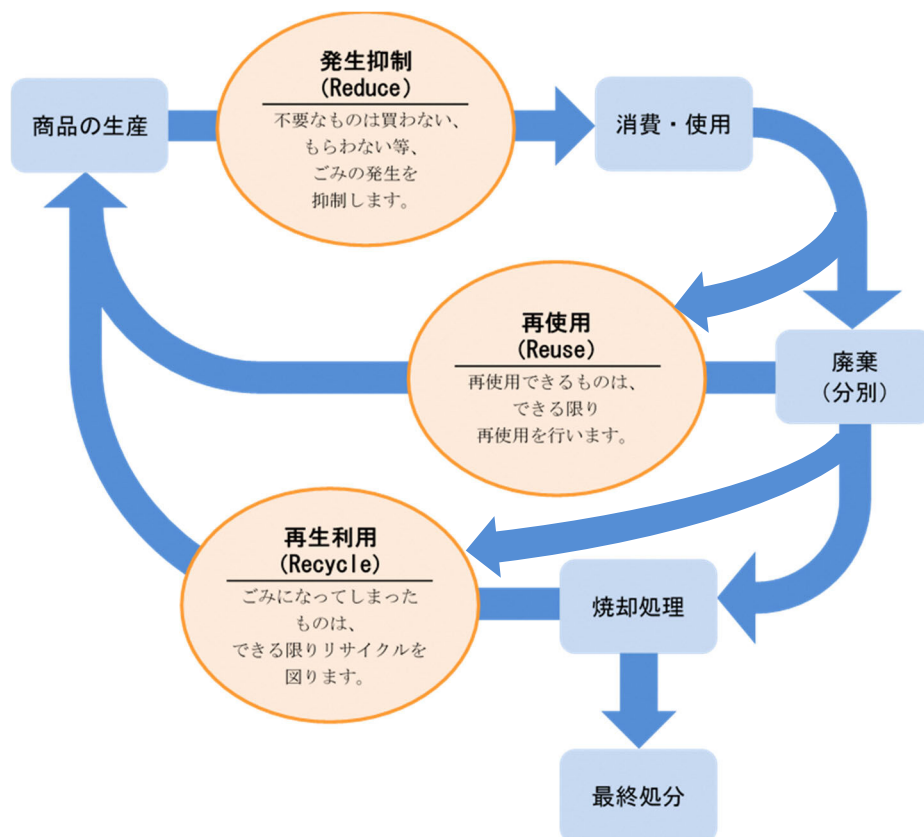 発生抑制
(Reduce)
不要なものは買わない、
もらわない等、
ごみの発生を
抑制します。
商品の生産
消費・使用
再使用
(Reuse)
再使用できるものは、
できる限り
再使用を行います。
廃棄
(分別)
再生利用
(Recycle)
ごみになってしまった
ものは、
できる限りリサイクルを
図ります。
焼却処理
最終処分